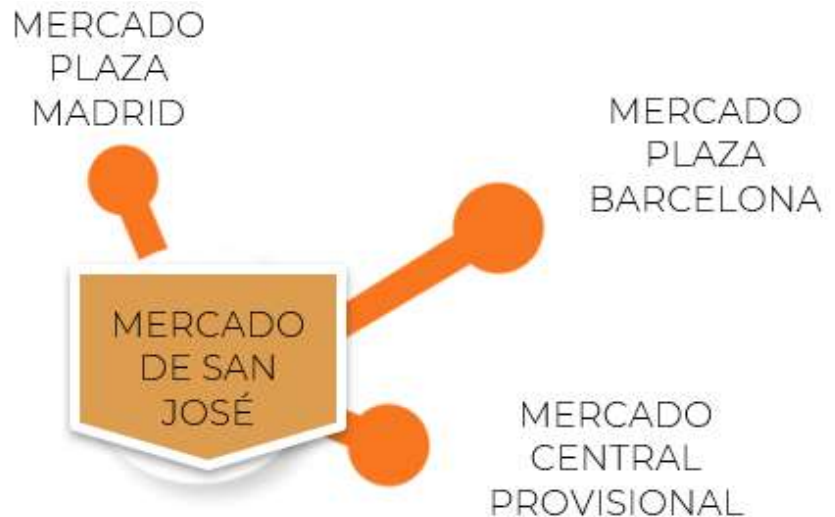 MERCADO
PLAZA
MADRID
MERCADO
PLAZA
BARCELONA
MERCADO
DE SAN
JOSÉ
MERCADO
CENTRAL
PROVISIONAL